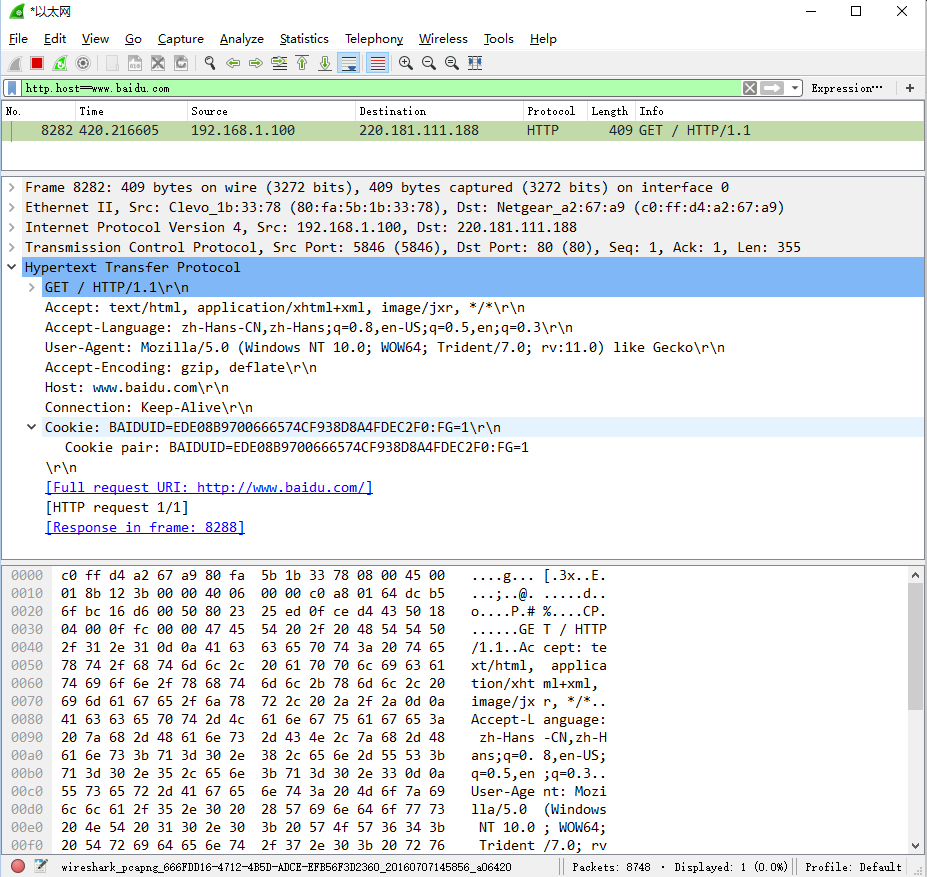 *以太网
File Edit View Go Capture Analyze Statistics Telephony Wireless Tools Help
http.host==www.baidu.com Expression… +
No. Time Source Destination Protocol Length Info
8282 420.216605 192.168.1.100 220.181.111.188 HTTP 409 GET / HTTP/1.1
Frame 8282: 409 bytes on wire (3272 bits), 409 bytes captured (3272 bits) on interface 0
Ethernet II, Src: Clevo_1b:33:78 (80:fa:5b:1b:33:78), Dst: Netgear_a2:67:a9 (c0:ff:d4:a2:67:a9)
Internet Protocol Version 4, Src: 192.168.1.100, Dst: 220.181.111.188
Transmission Control Protocol, Src Port: 5846 (5846), Dst Port: 80 (80), Seq: 1, Ack: 1, Len: 355
Hypertext Transfer Protocol
GET / HTTP/1.1\r\n
Accept: text/html, application/xhtml+xml, image/jxr, */*\r\n
Accept-Language: zh-Hans-CN,zh-Hans;q=0.8,en-US;q=0.5,en;q=0.3\r\n
User-Agent: Mozilla/5.0 (Windows NT 10.0; WOW64; Trident/7.0; rv:11.0) like Gecko\r\n
Accept-Encoding: gzip, deflate\r\n
Host: www.baidu.com\r\n
Connection: Keep-Alive\r\n
Cookie: BAIDUID=EDE08B9700666574CF938D8A4FDEC2F0:FG=1\r\n
Cookie pair: BAIDUID=EDE08B9700666574CF938D8A4FDEC2F0:FG=1
\r\n
[Full request URI: http://www.baidu.com/]
[HTTP request 1/1]
[Response in frame: 8288]
0000 c0 ff d4 a2 67 a9 80 fa 5b 1b 33 78 08 00 45 00 ....g... [.3x..E.
0010 01 8b 12 3b 00 00 40 06 00 00 c0 a8 01 64 dc b5 ...;..@. .....d..
0020 6f bc 16 d6 00 50 80 23 25 ed 0f ce d4 43 50 18 o....P.# %....CP.
0030 04 00 0f fc 00 00 47 45 54 20 2f 20 48 54 54 50 ......GE T / HTTP
0040 2f 31 2e 31 0d 0a 41 63 63 65 70 74 3a 20 74 65 /1.1..Ac cept: te
0050 78 74 2f 68 74 6d 6c 2c 20 61 70 70 6c 69 63 61 xt/html, applica
0060 74 69 6f 6e 2f 78 68 74 6d 6c 2b 78 6d 6c 2c 20 tion/xht ml+xml,
0070 69 6d 61 67 65 2f 6a 78 72 2c 20 2a 2f 2a 0d 0a image/jx r, */*..
0080 41 63 63 65 70 74 2d 4c 61 6e 67 75 61 67 65 3a Accept-L anguage:
0090 20 7a 68 2d 48 61 6e 73 2d 43 4e 2c 7a 68 2d 48 zh-Hans -CN,zh-H
00a0 61 6e 73 3b 71 3d 30 2e 38 2c 65 6e 2d 55 53 3b ans;q=0. 8,en-US;
00b0 71 3d 30 2e 35 2c 65 6e 3b 71 3d 30 2e 33 0d 0a q=0.5,en ;q=0.3..
00c0 55 73 65 72 2d 41 67 65 6e 74 3a 20 4d 6f 7a 69 User-Age nt: Mozi
00d0 6c 6c 61 2f 35 2e 30 20 28 57 69 6e 64 6f 77 73 lla/5.0 (Windows
00e0 20 4e 54 20 31 30 2e 30 3b 20 57 4f 57 36 34 3b NT 10.0 ; WOW64;
00f0 20 54 72 69 64 65 6e 74 2f 37 2e 30 3b 20 72 76 Trident /7.0; rv
wireshark_pcapng_666FDD16-4712-4B5D-ADCE-EFB56F3D2360_20160707145856_a06420 Packets: 8748 · Displayed: 1 (0.0%) Profile: Default